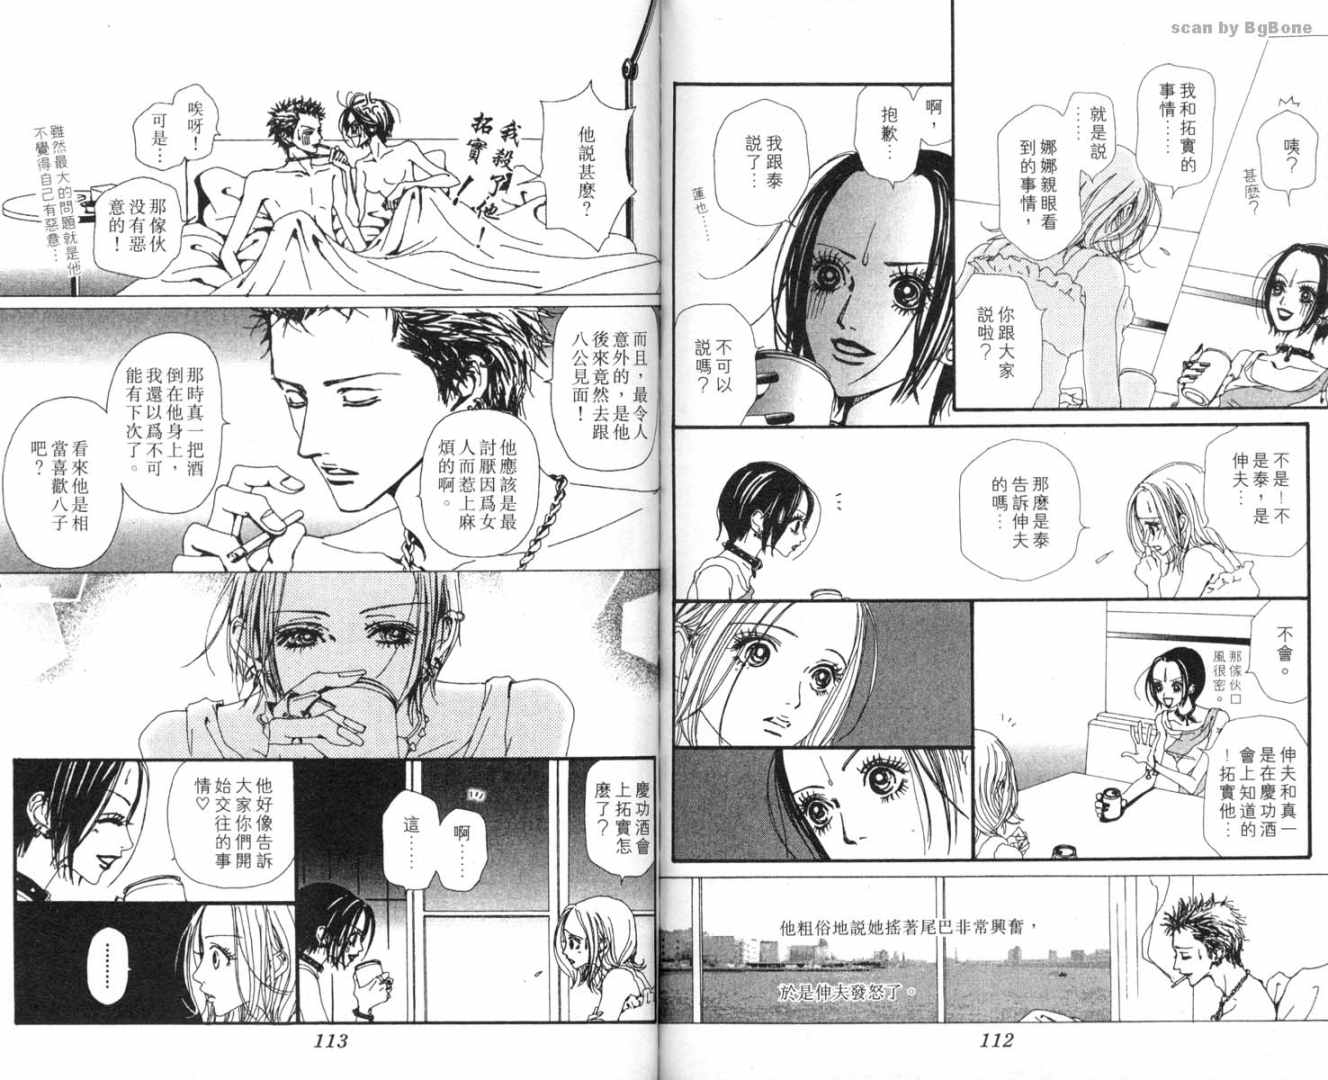 scan by BgBone
咦?
甚麼?
我和拓實的
事情……
就是說
……
娜娜親眼看
到的事情,
你跟大家
說啦?
啊,
抱歉…
我跟泰
說了…
蓮也……
不可以
說嗎?
不是!不
是泰,是
伸夫…
那麼是泰
告訴伸夫
的嗎…
不會。
那傢伙口
風很密。
伸夫和真一
是在慶功酒
會上知道的
!拓實他…
他粗俗地說她搖著尾巴非常興奮,
於是伸夫發怒了。
112
他說甚麼?
我殺了他!
拓實!
唉呀!
可是…
那傢伙
没有惡
意的!
雖然最大的問題就是他
不覺得自己有惡意…
而且,最令人
意外的,是他
後來竟然去跟
八公見面!
他應該是最
討厭因爲女
人而惹上麻
煩的啊。
那時真一把酒
倒在他身上,
我還以爲不可
能有下次了。
看來他是相
當喜歡八子
吧?
慶功酒會
上拓實怎
麼了?
啊……
這……
他好像告訴
大家你們開
始交往的事
情♡
………
113